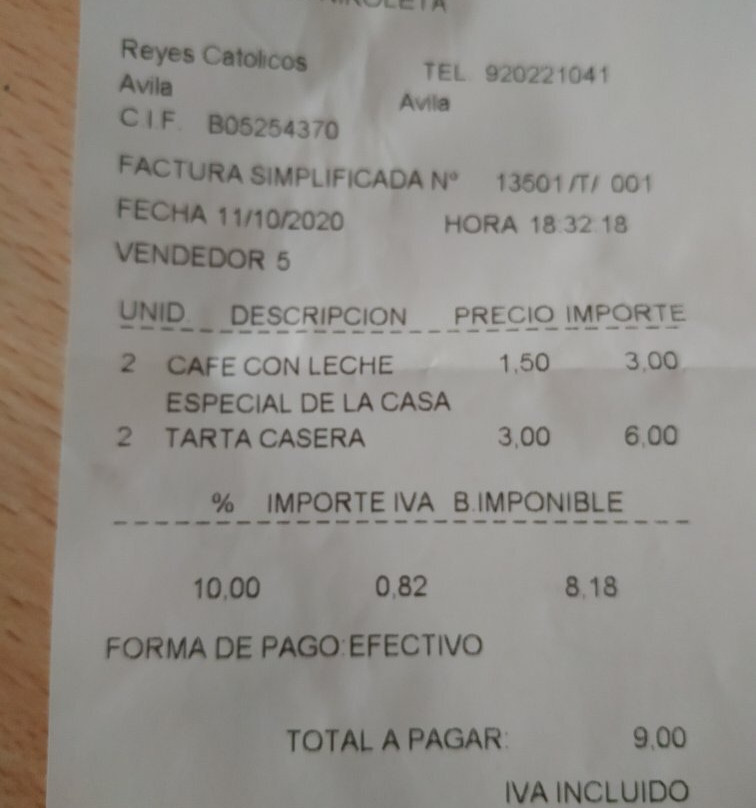 Reyes Catolicos TEL. 920221041
Avila Avila
C.I.F. B05254370
FACTURA SIMPLIFICADA Nº 13501/T/ 001
FECHA 11/10/2020 HORA 18:32:18
VENDEDOR 5
UNID. DESCRIPCION PRECIO IMPORTE
2 CAFE CON LECHE 1,50 3,00
ESPECIAL DE LA CASA
2 TARTA CASERA 3,00 6,00
% IMPORTE IVA B.IMPONIBLE
10,00 0,82 8,18
FORMA DE PAGO:EFECTIVO
TOTAL A PAGAR: 9,00
IVA INCLUIDO